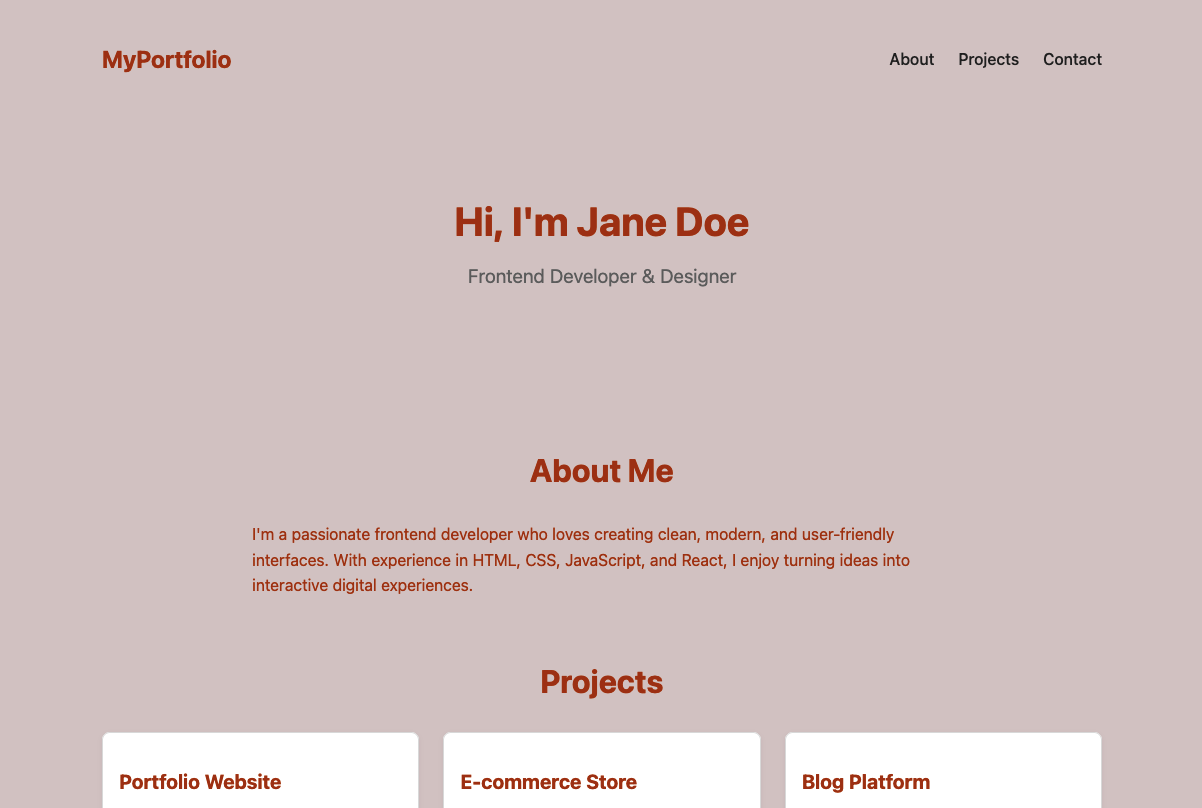 MyPortfolio
About Projects Contact
Hi, I'm Jane Doe
Frontend Developer & Designer
About Me
I'm a passionate frontend developer who loves creating clean, modern, and user-friendly
interfaces. With experience in HTML, CSS, JavaScript, and React, I enjoy turning ideas into
interactive digital experiences.
Projects
Portfolio Website
E-commerce Store
Blog Platform